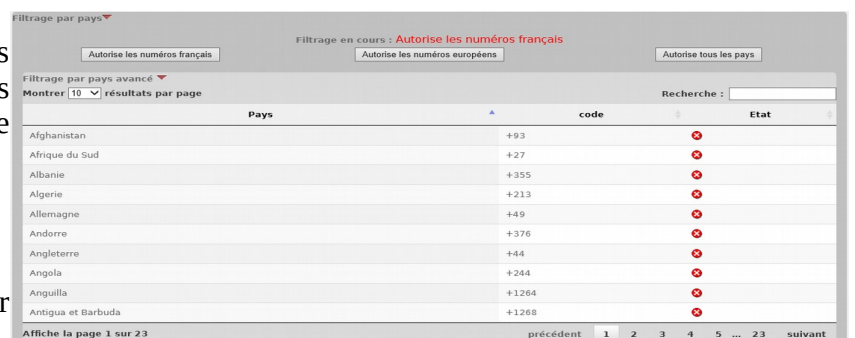 Filtrage par pays
Filtrage en cours : Autorise les numéros français
Autorise les numéros français Autorise les numéros européens Autorise tous les pays
Filtrage par pays avancé
Montrer 10 résultats par page Recherche :
Pays code Etat
Afghanistan +93
Afrique du Sud +27
Albanie +355
Algerie +213
Allemagne +49
Andorre +376
Angleterre +44
Angola +244
Anguilla +1264
Antigua et Barbuda +1268
Affiche la page 1 sur 23 précédent 1 2 3 4 5 ... 23 suivant